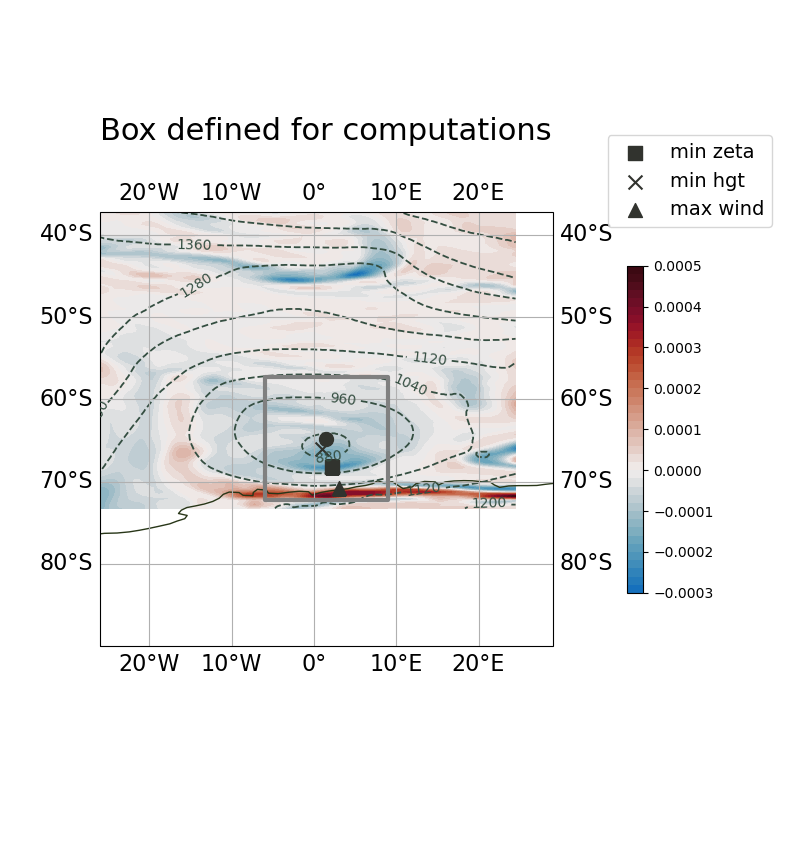 Box defined for computations
min zeta
min hgt
max wind
20°W 10°W 0° 10°E 20°E
40°S 40°S
50°S 50°S
60°S 60°S
70°S 70°S
80°S 80°S
20°W 10°W 0° 10°E 20°E
1360
1280
1120
1040
960
880
1120
1200
0.0005
0.0004
0.0003
0.0002
0.0001
0.0000
−0.0001
−0.0002
−0.0003